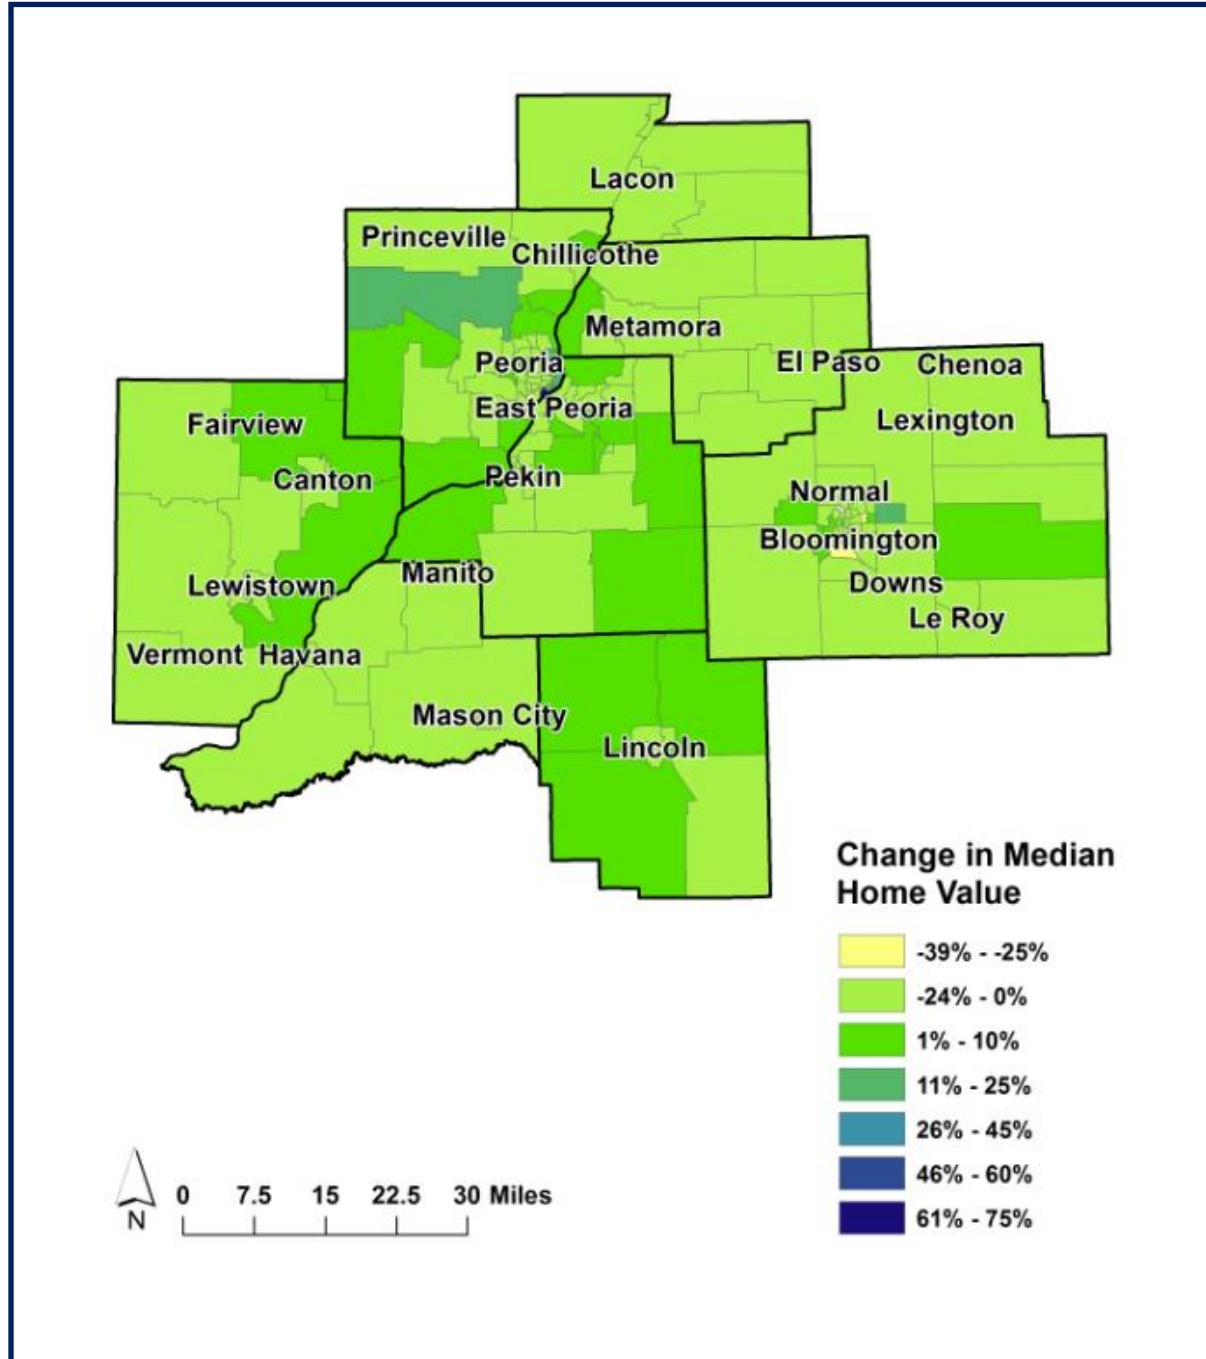 Lacon
Princeville
Chillicothe
Metamora
Peoria
El Paso
Chenoa
East Peoria
Fairview
Lexington
Canton
Pekin
Normal
Bloomington
Manito
Lewistown
Downs
Le Roy
Vermont
Havana
Mason City
Lincoln
Change in Median
Home Value
-39% - -25%
-24% - 0%
1% - 10%
11% - 25%
26% - 45%
46% - 60%
61% - 75%
N
0 7.5 15 22.5 30 Miles